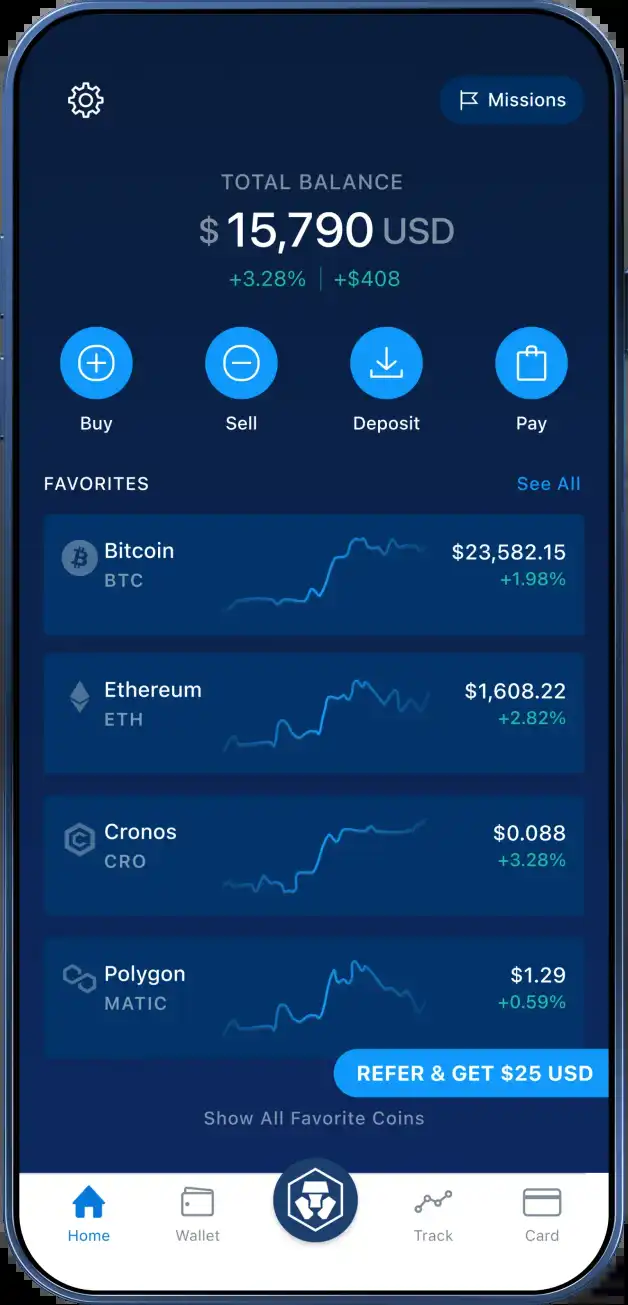 Missions
TOTAL BALANCE
$ 15,790 USD
+3.28% | +$408
Buy Sell Deposit Pay
FAVORITES See All
Bitcoin $23,582.15
BTC +1.98%
Ethereum $1,608.22
ETH +2.82%
Cronos $0.088
CRO +3.28%
Polygon $1.29
MATIC +0.59%
REFER & GET $25 USD
Show All Favorite Coins
Home Wallet Track Card